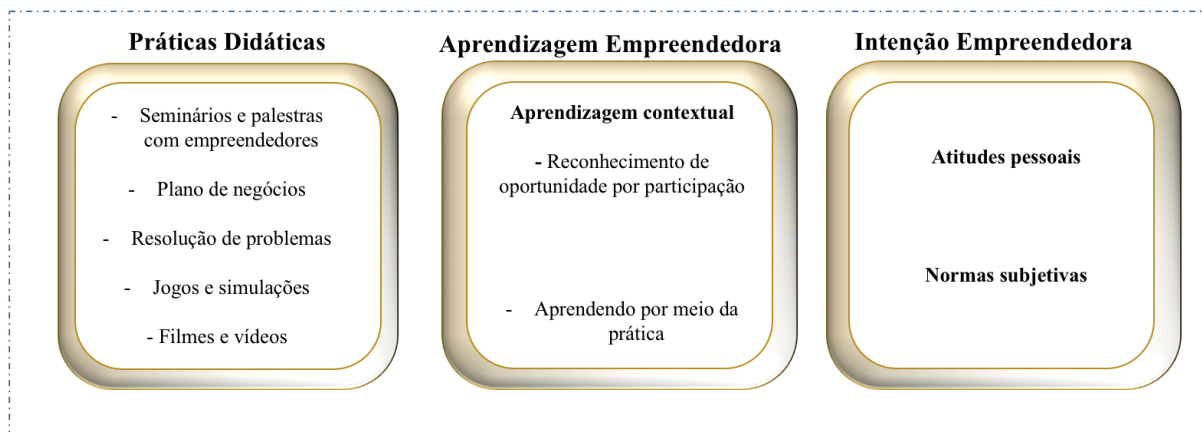 Práticas Didáticas
- Seminários e palestras
com empreendedores
- Plano de negócios
- Resolução de problemas
- Jogos e simulações
- Filmes e vídeos
Aprendizagem Empreendedora
Aprendizagem contextual
- Reconhecimento de
oportunidade por participação
- Aprendendo por meio da
prática
Intenção Empreendedora
Atitudes pessoais
Normas subjetivas